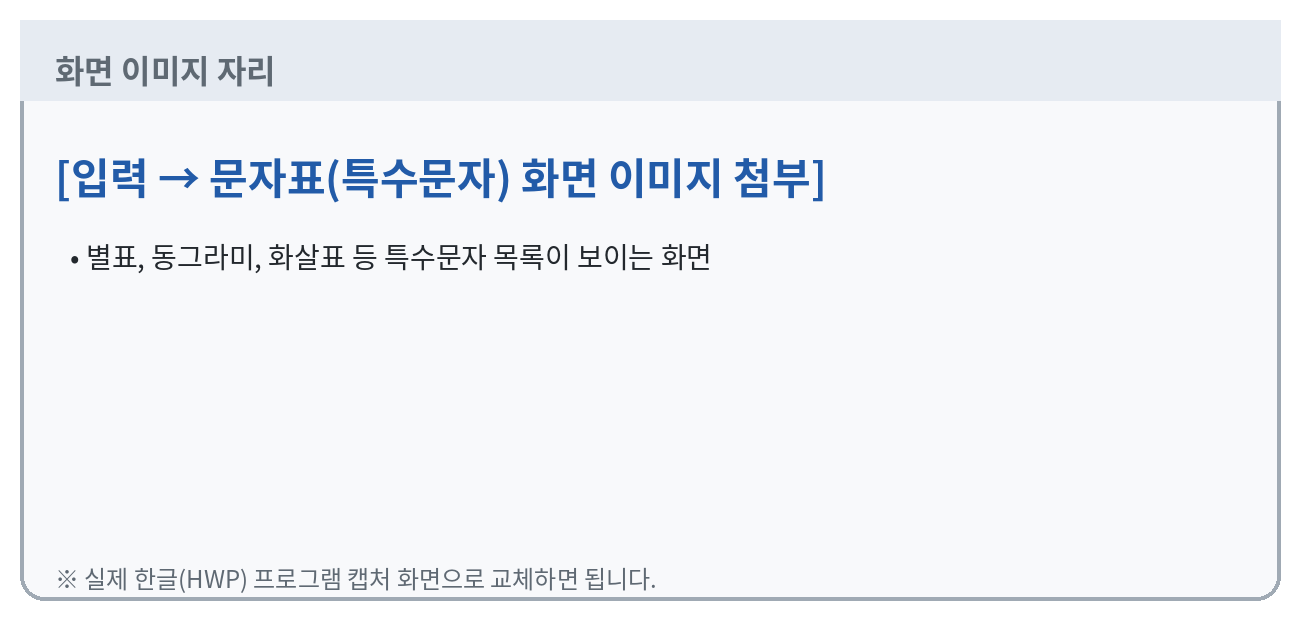 화면 이미지 자리
[입력 → 문자표(특수문자) 화면 이미지 첨부]
• 별표, 동그라미, 화살표 등 특수문자 목록이 보이는 화면
※ 실제 한글(HWP) 프로그램 캡처 화면으로 교체하면 됩니다.